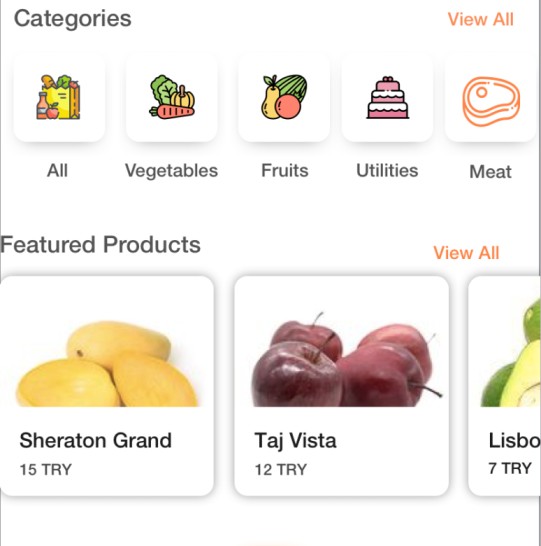 Categories
View All
All
Vegetables
Fruits
Utilities
Meat
Featured Products
View All
Sheraton Grand
15 TRY
Taj Vista
12 TRY
Lisbo
7 TRY